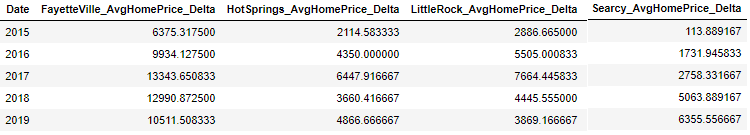 Date FayetteVille_AvgHomePrice_Delta HotSprings_AvgHomePrice_Delta LittleRock_AvgHomePrice_Delta Searcy_AvgHomePrice_Delta
2015 6375.317500 2114.583333 2886.665000 113.889167
2016 9934.127500 4350.000000 5505.000833 1731.945833
2017 13343.650833 6447.916667 7664.445833 2758.331667
2018 12990.872500 3660.416667 4445.555000 5063.889167
2019 10511.508333 4866.666667 3869.166667 6355.556667